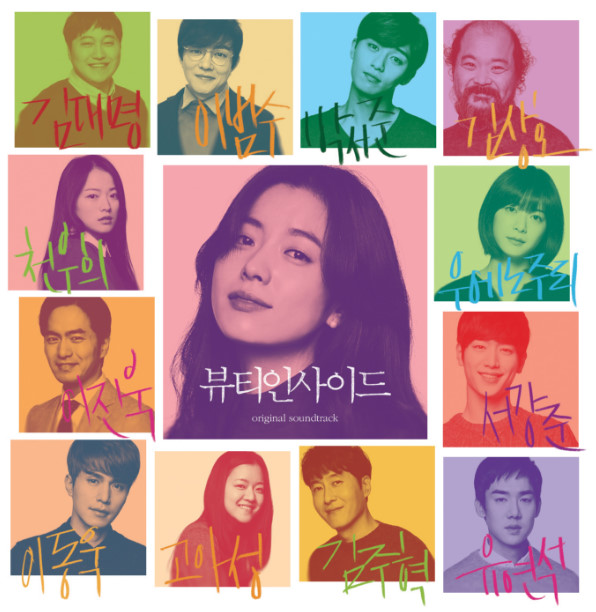 김대명
이범수
박서준
김상호
천우희
우에노주리
뷰티인사이드
original soundtrack
이진욱
서강준
이동욱
고아성
김주혁
유연석